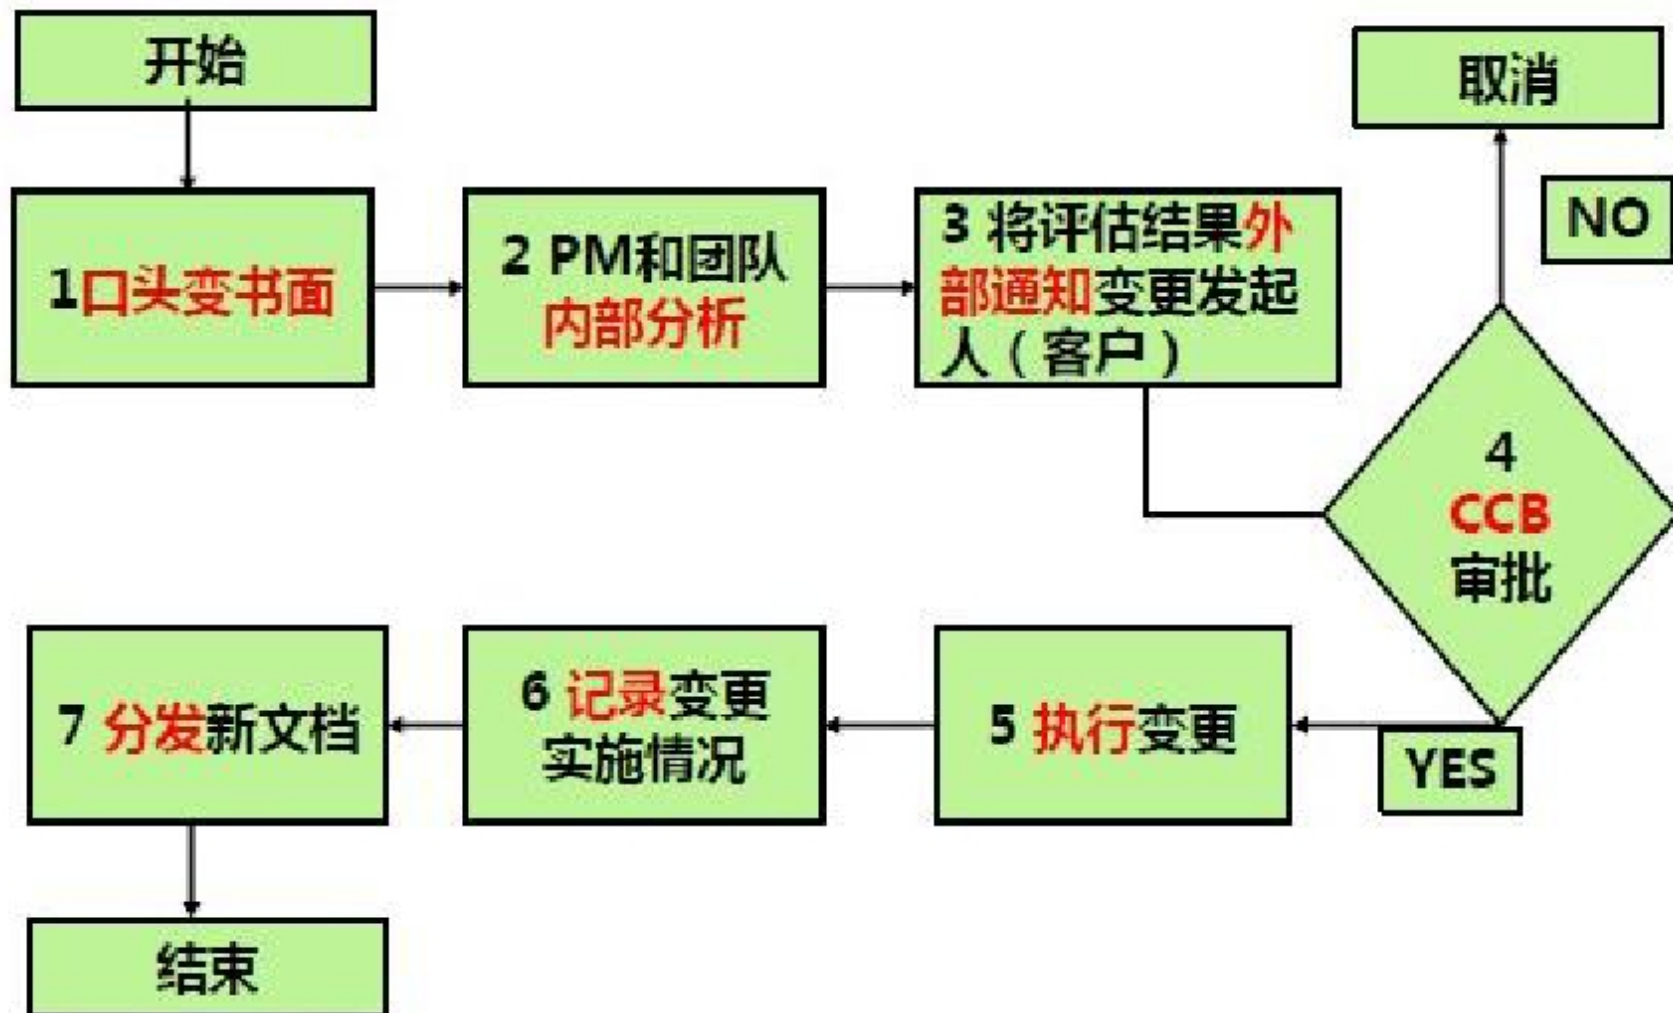 开始
1口头变书面
2 PM和团队
内部分析
3 将评估结果外
部通知变更发起
人（客户）
取消
NO
4
CCB
审批
YES
5 执行变更
6 记录变更
实施情况
7 分发新文档
结束